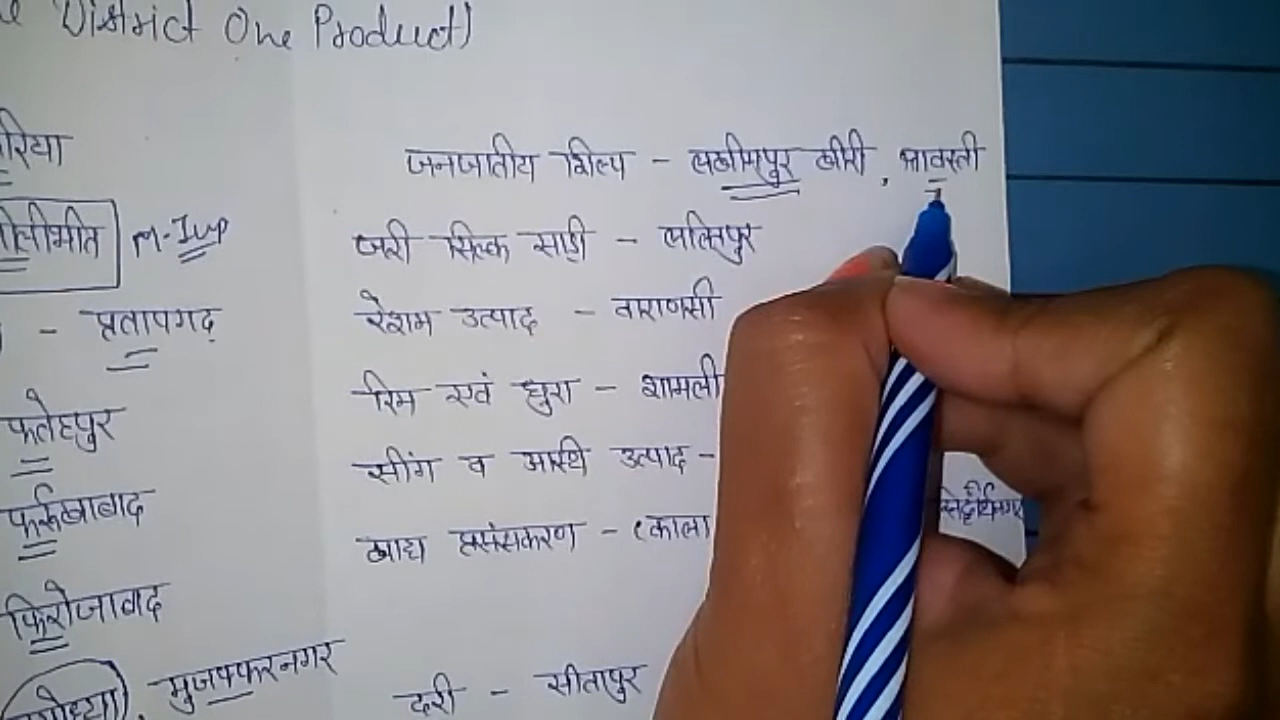 District One Product)
जनजातीय शिल्प - लखीमपुर खीरी, श्रावस्ती
जरी सिल्क साड़ी - ललितपुर
रेशम उत्पाद - वाराणसी
- प्रतापगढ़
रिम एवं धुरा - शामली
फतेहपुर
सींग व अस्थि उत्पाद -
फर्रुखाबाद
सिद्धार्थनगर
खाद्य प्रसंस्करण - (काला
फिरोजाबाद
मुजफ्फरनगर
दरी - सीतापुर